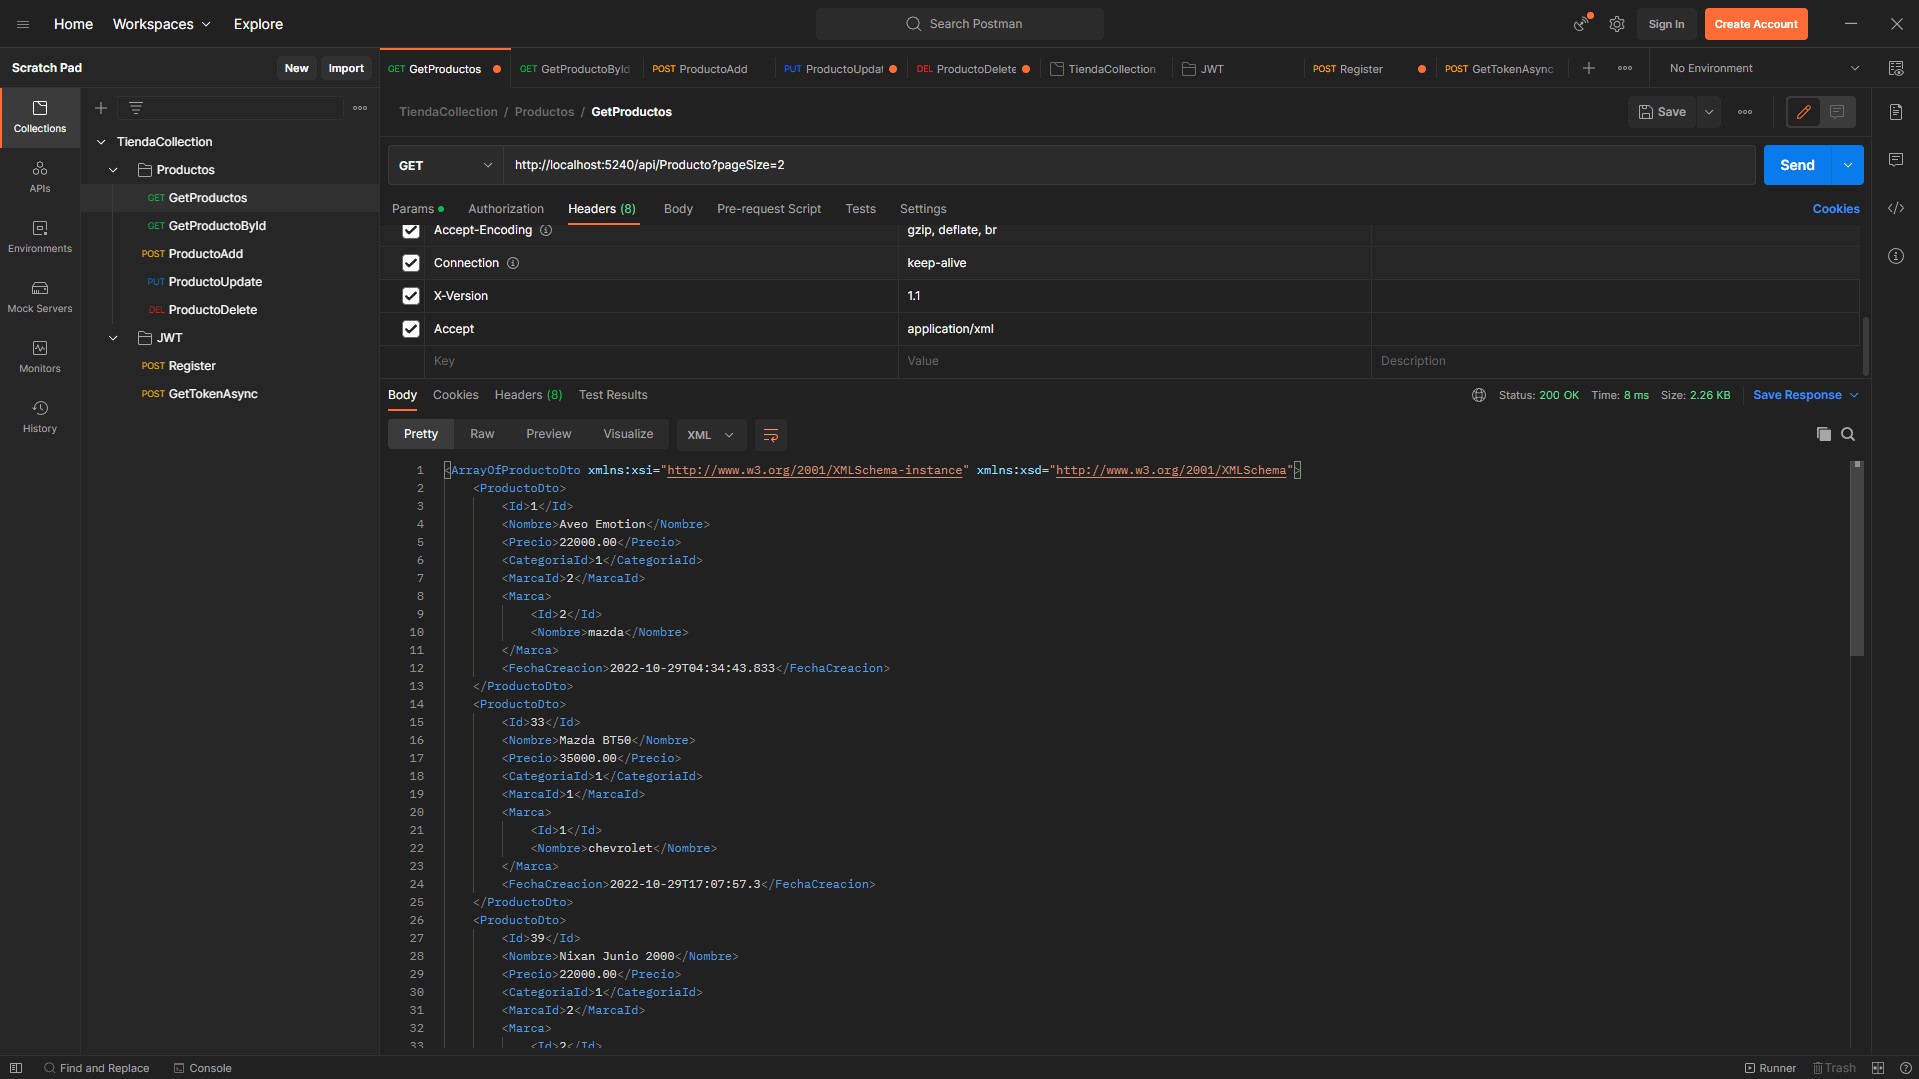 Home Workspaces Explore
Search Postman
Sign In Create Account
Scratch Pad New Import
GET GetProductos GET GetProductoById POST ProductoAdd PUT ProductoUpdat DEL ProductoDelete TiendaCollection JWT POST Register POST GetTokenAsync No Environment
Collections
APIs
Environments
Mock Servers
Monitors
History
TiendaCollection
Productos
GET GetProductos
GET GetProductoById
POST ProductoAdd
PUT ProductoUpdate
DEL ProductoDelete
JWT
POST Register
POST GetTokenAsync
TiendaCollection / Productos / GetProductos
Save
GET http://localhost:5240/api/Producto?pageSize=2 Send
Params Authorization Headers (8) Body Pre-request Script Tests Settings Cookies
Accept-Encoding gzip, deflate, br
Connection keep-alive
X-Version 1.1
Accept application/xml
Key Value Description
Body Cookies Headers (8) Test Results Status: 200 OK Time: 8 ms Size: 2.26 KB Save Response
Pretty Raw Preview Visualize XML
1 <ArrayOfProductoDto xmlns:xsi="http://www.w3.org/2001/XMLSchema-instance" xmlns:xsd="http://www.w3.org/2001/XMLSchema">
2 <ProductoDto>
3 <Id>1</Id>
4 <Nombre>Aveo Emotion</Nombre>
5 <Precio>22000.00</Precio>
6 <CategoriaId>1</CategoriaId>
7 <MarcaId>2</MarcaId>
8 <Marca>
9 <Id>2</Id>
10 <Nombre>mazda</Nombre>
11 </Marca>
12 <FechaCreacion>2022-10-29T04:34:43.833</FechaCreacion>
13 </ProductoDto>
14 <ProductoDto>
15 <Id>33</Id>
16 <Nombre>Mazda BT50</Nombre>
17 <Precio>35000.00</Precio>
18 <CategoriaId>1</CategoriaId>
19 <MarcaId>1</MarcaId>
20 <Marca>
21 <Id>1</Id>
22 <Nombre>chevrolet</Nombre>
23 </Marca>
24 <FechaCreacion>2022-10-29T17:07:57.3</FechaCreacion>
25 </ProductoDto>
26 <ProductoDto>
27 <Id>39</Id>
28 <Nombre>Nixan Junio 2000</Nombre>
29 <Precio>22000.00</Precio>
30 <CategoriaId>1</CategoriaId>
31 <MarcaId>2</MarcaId>
32 <Marca>
33 <Id>2</Id>
Find and Replace Console Runner Trash